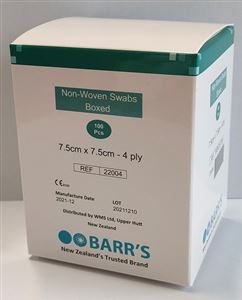 Non-Woven Swabs
Boxed
100
Pcs
7.5cm x 7.5cm - 4 ply
REF 22004
CE
Manufacture Date: LOT
2021-12 20211210
Distributed by WMS Ltd, Upper Hutt
New Zealand
BARR'S
New Zealand's Trusted Brand